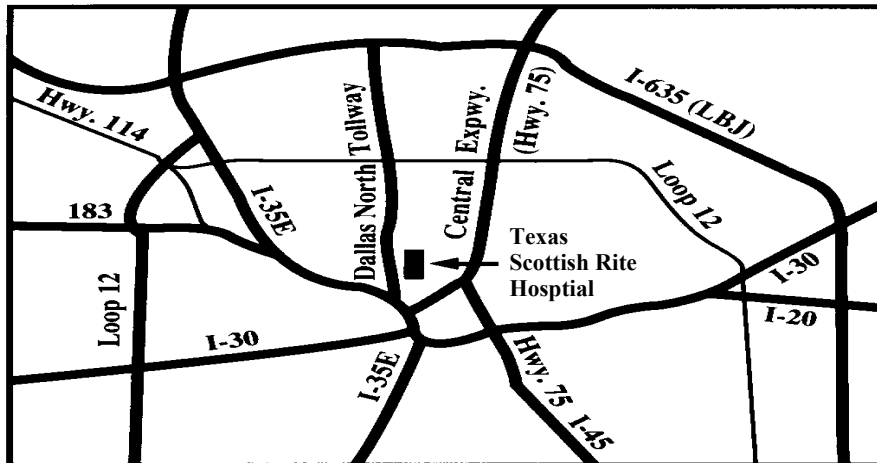 I-635 (LBJ)
Hwy. 114
Dallas North Tollway
Central Expwy.
(Hwy. 75)
Loop 12
183
I-35E
Texas
Scottish Rite
Hosptial
I-30
I-20
Loop 12
I-30
I-35E
Hwy. 75
I-45